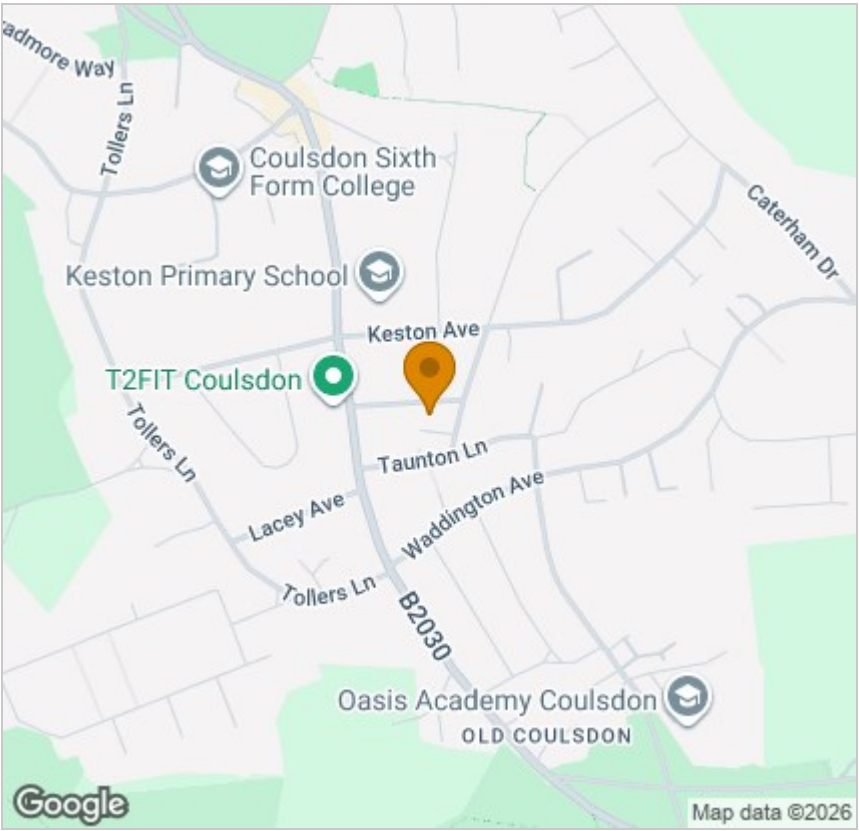 radmore Way
Tollers Ln
Coulsdon Sixth
Form College
Caterham Dr
Keston Primary School
Keston Ave
T2FIT Coulsdon
Tollers Ln
Taunton Ln
Lacey Ave
Waddington Ave
Tollers Ln
B2030
Oasis Academy Coulsdon
OLD COULSDON
Google
Map data ©2026